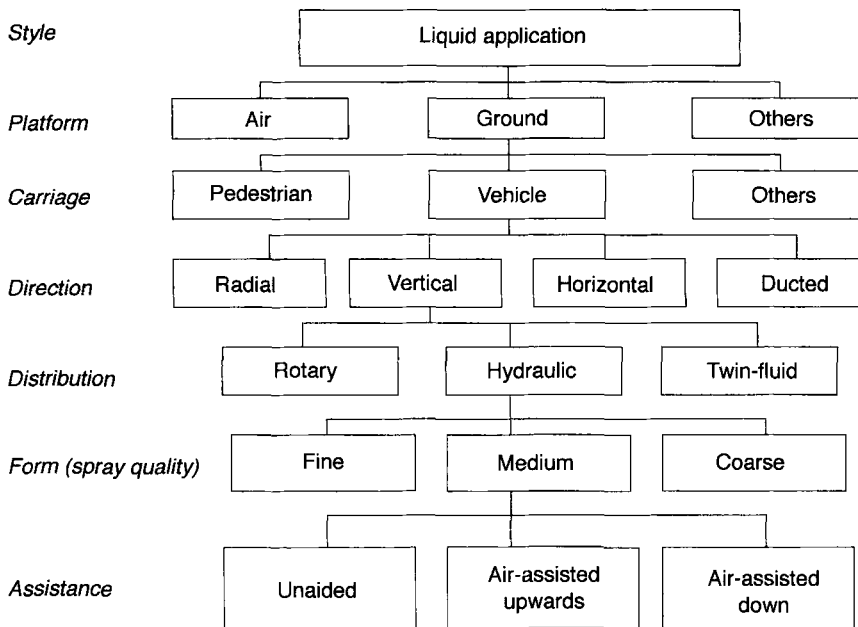 Style
Liquid application
Platform
Air
Ground
Others
Carriage
Pedestrian
Vehicle
Others
Direction
Radial
Vertical
Horizontal
Ducted
Distribution
Rotary
Hydraulic
Twin-fluid
Form (spray quality)
Fine
Medium
Coarse
Assistance
Unaided
Air-assisted
upwards
Air-assisted
down